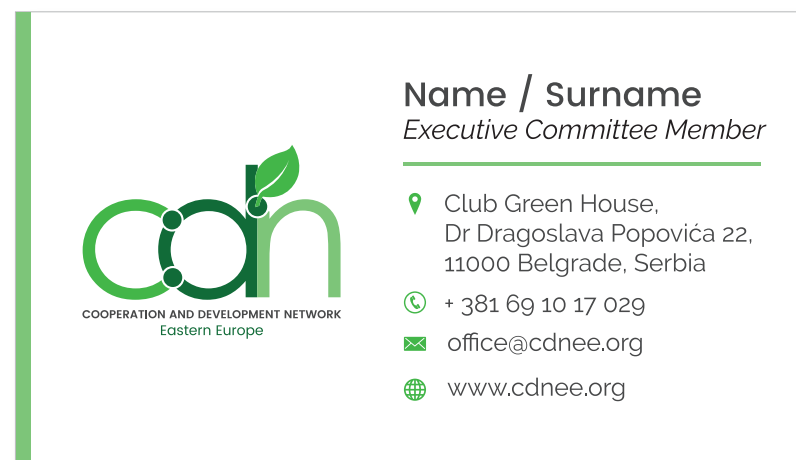 cdn
COOPERATION AND DEVELOPMENT NETWORK
Eastern Europe
Name / Surname
Executive Committee Member
Club Green House,
Dr Dragoslava Popovića 22,
11000 Belgrade, Serbia
+ 381 69 10 17 029
office@cdnee.org
www.cdnee.org